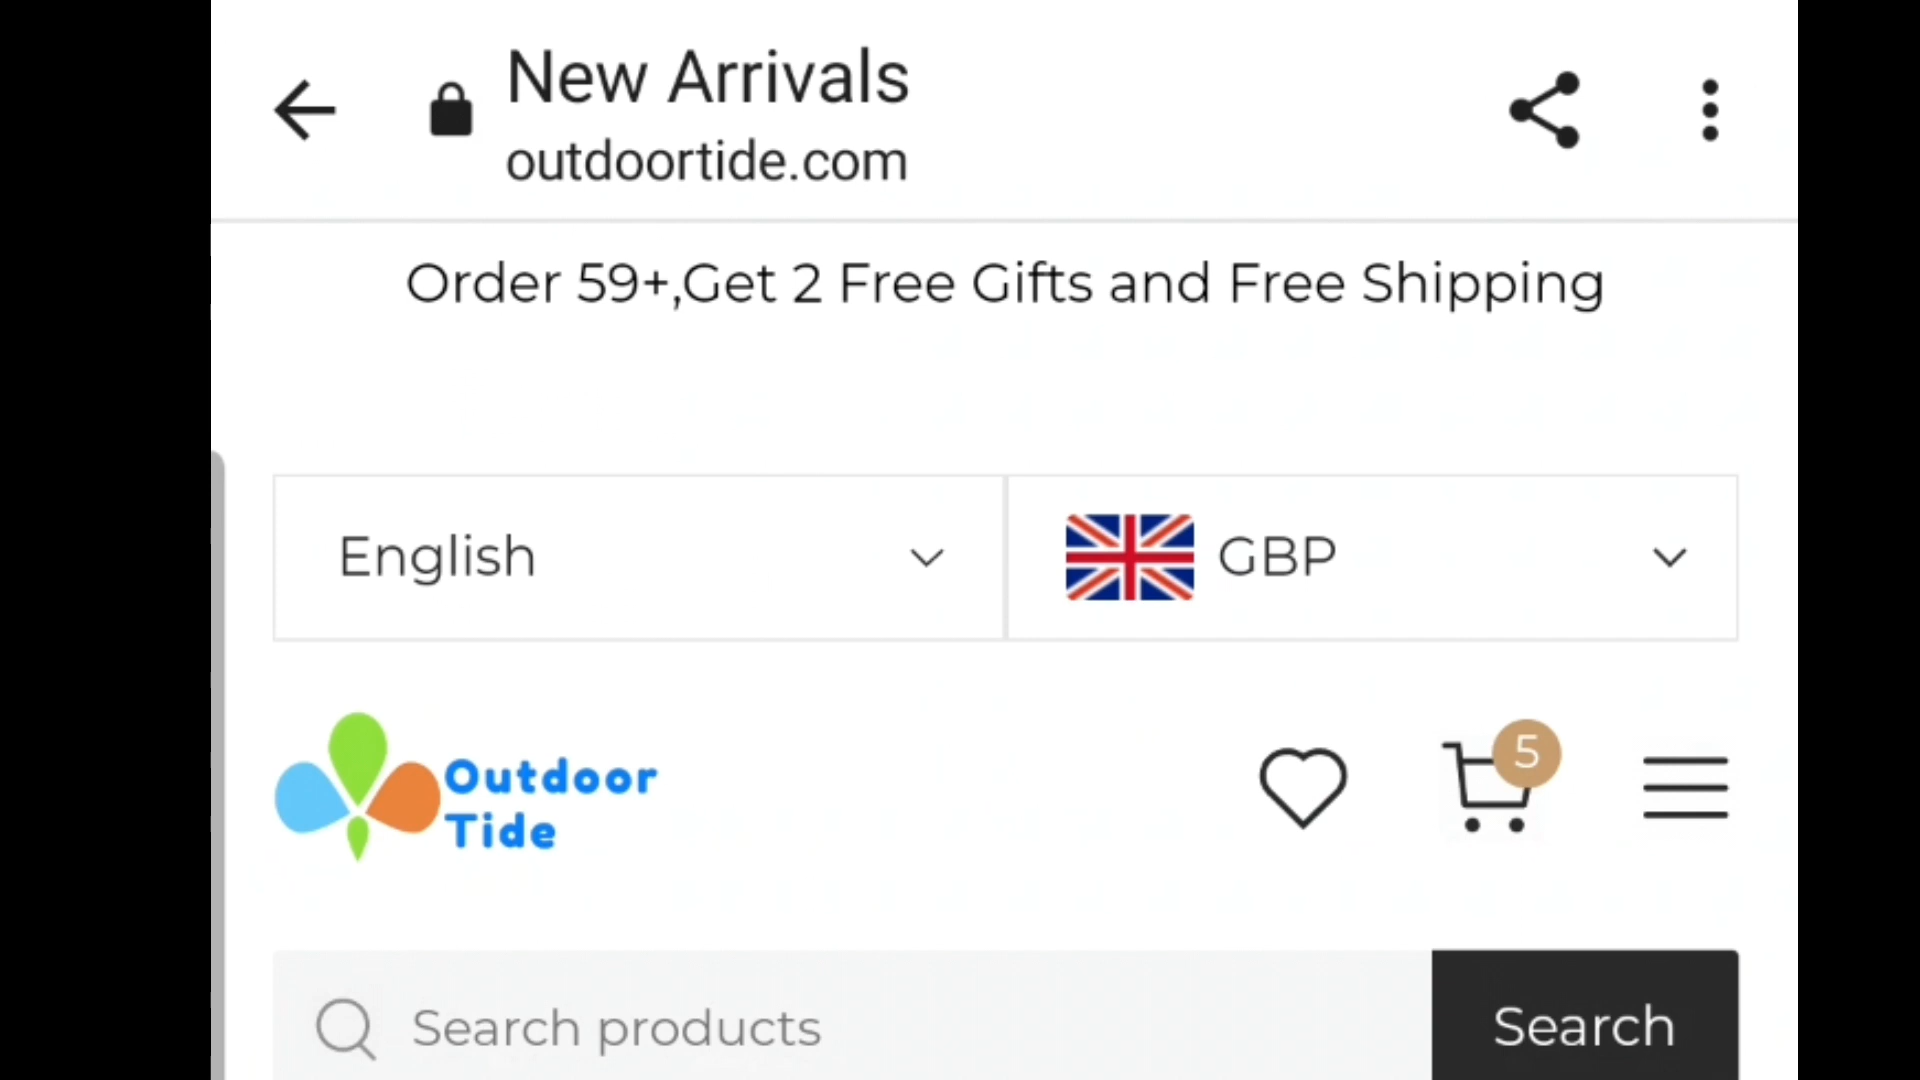 New Arrivals
outdoortide.com
Order 59+,Get 2 Free Gifts and Free Shipping
English
GBP
Outdoor
Tide
5
Search products
Search